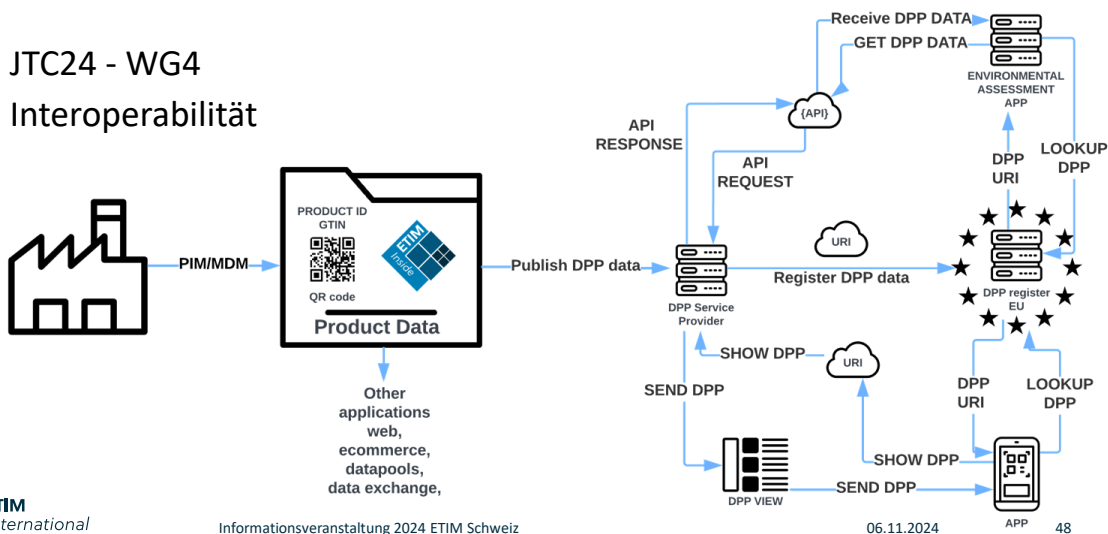 JTC24 - WG4
Interoperabilität
PIM/MDM
PRODUCT ID
GTIN
QR code
ETIM
Inside
Product Data
Other
applications
web,
ecommerce,
datapools,
data exchange,
Publish DPP data
DPP Service
Provider
API
RESPONSE
API
REQUEST
{API}
Receive DPP DATA
GET DPP DATA
ENVIRONMENTAL
ASSESSMENT
APP
DPP
URI
LOOKUP
DPP
URI
Register DPP data
DPP register
EU
SHOW DPP
URI
SEND DPP
DPP VIEW
SHOW DPP
SEND DPP
DPP
URI
LOOKUP
DPP
APP
Informationsveranstaltung 2024 ETIM Schweiz
06.11.2024
48